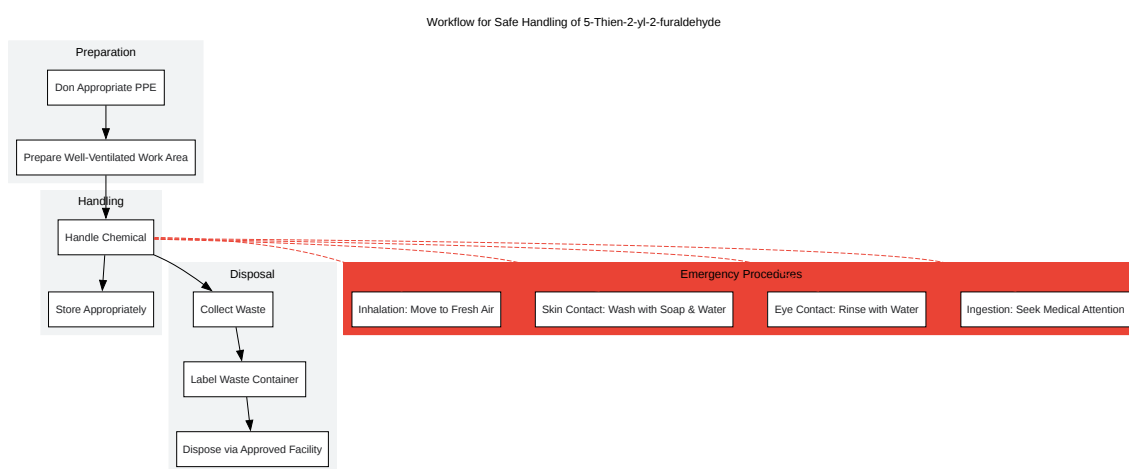 Workflow for Safe Handling of 5-Thien-2-yl-2-furaldehyde
Preparation
Don Appropriate PPE
Prepare Well-Ventilated Work Area
Handling
Handle Chemical
Store Appropriately
Disposal
Collect Waste
Label Waste Container
Dispose via Approved Facility
Emergency Procedures
Inhalation: Move to Fresh Air
Skin Contact: Wash with Soap & Water
Eye Contact: Rinse with Water
Ingestion: Seek Medical Attention